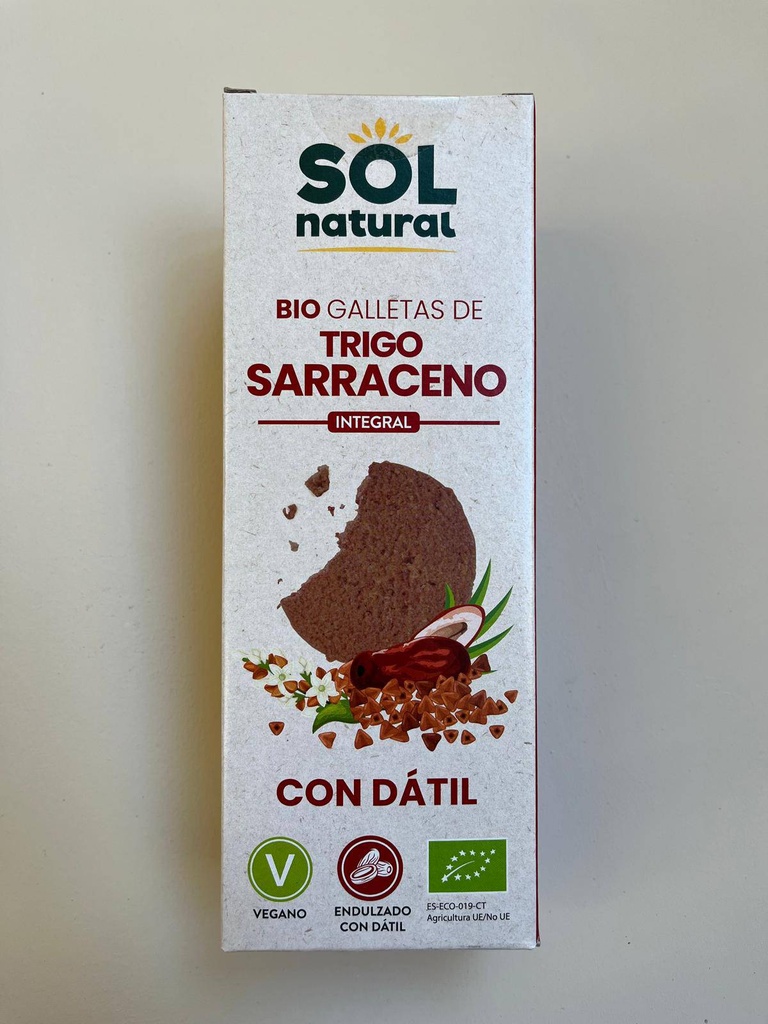 SOL
natural
BIO GALLETAS DE
TRIGO
SARRACENO
INTEGRAL
CON DÁTIL
V
VEGANO
ENDULZADO
CON DÁTIL
ES-ECO-019-CT
Agricultura UE/No UE